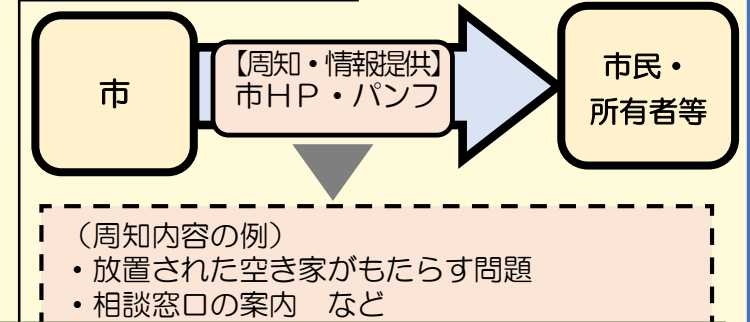 市
【周知・情報提供】
市ＨＰ・パンフ
市民・
所有者等
（周知内容の例）
・放置された空き家がもたらす問題
・相談窓口の案内　など